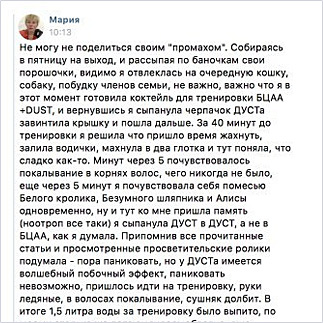 Мария
10:13
Не могу не поделиться своим "промахом". Собираясь
в пятницу на выход, и рассыпая по баночкам свои
порошочки, видимо я отвлеклась на очередную кошку,
собаку, побудку членов семьи, не важно, важно что я в
этот момент готовила коктейль для тренировки БЦАА
+DUST, и вернувшись я сыпанула черпачок ДУСТа
завинтила крышку и пошла дальше. За 40 минут до
тренировки я решила что пришло время жахнуть,
залила водички, махнула в два глотка и тут поняла, что
сладко как-то. Минут через 5 почувствовалось
покалывание в корнях волос, чего никогда не было,
еще через 5 минут я почувствовала себя помесью
Белого кролика, Безумного шляпника и Алисы
одновременно, ну и тут ко мне пришла память
(ноотроп все таки) я сыпанула ДУСТ в ДУСТ, а не в
БЦАА, как я думала. Припомнив все прочитанные
статьи и просмотренные просветительские ролики
подумала - пора паниковать, но у ДУСТа имеется
волшебный побочный эффект, паниковать
невозможно, пришлось идти на тренировку, руки
ледяные, в волосах покалывание, сушняк долбит. В
итоге 1,5 литра воды за тренировку было выпито, по